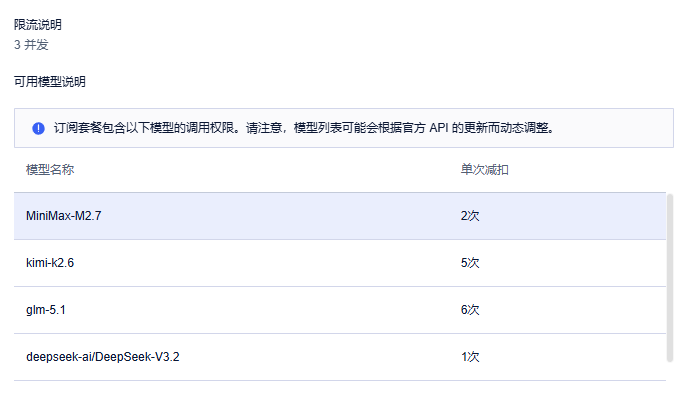 限流说明
3 并发
可用模型说明
订阅套餐包含以下模型的调用权限。请注意，模型列表可能会根据官方 API 的更新而动态调整。
模型名称 单次减扣
MiniMax-M2.7 2次
kimi-k2.6 5次
glm-5.1 6次
deepseek-ai/DeepSeek-V3.2 1次